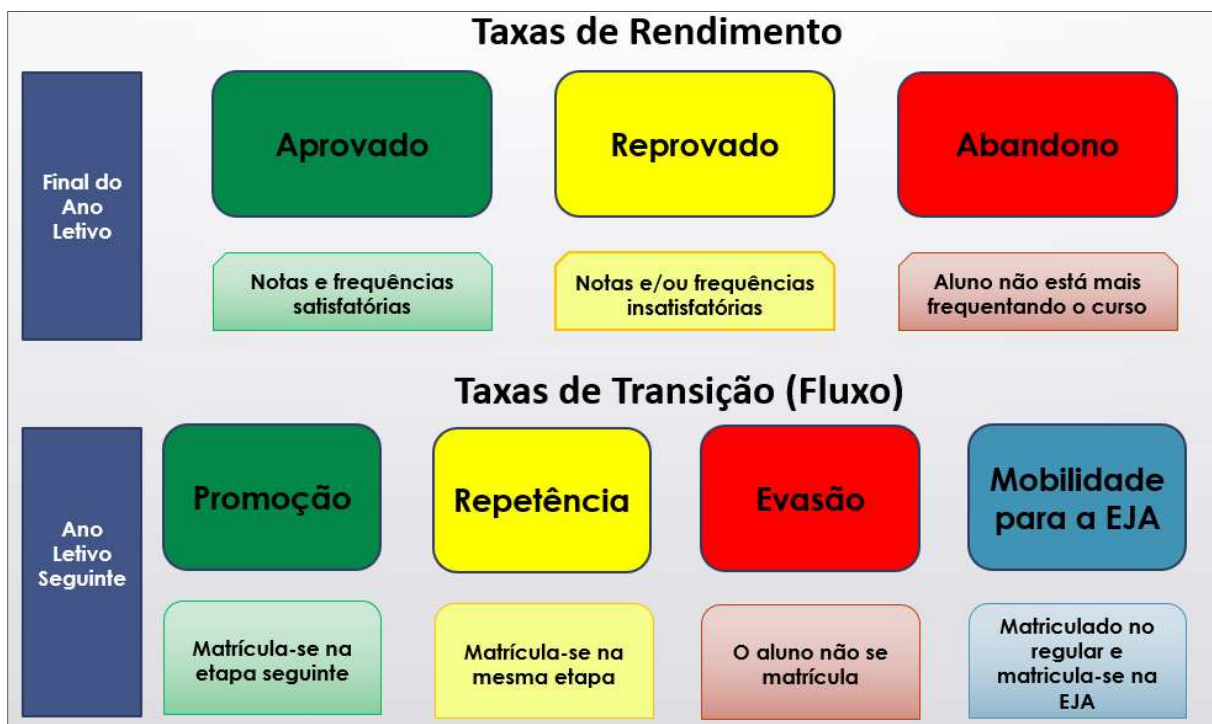 Taxas de Rendimento
Final do
Ano
Letivo
Aprovado
Reprovado
Abandono
Notas e frequências
satisfatórias
Notas e/ou frequências
insatisfatórias
Aluno não está mais
frequentando o curso
Taxas de Transição (Fluxo)
Ano
Letivo
Seguinte
Promoção
Repetência
Evasão
Mobilidade
para a EJA
Matrícula-se na
etapa seguinte
Matrícula-se na
mesma etapa
O aluno não se
matrícula
Matriculado no
regular e
matricula-se na
EJA